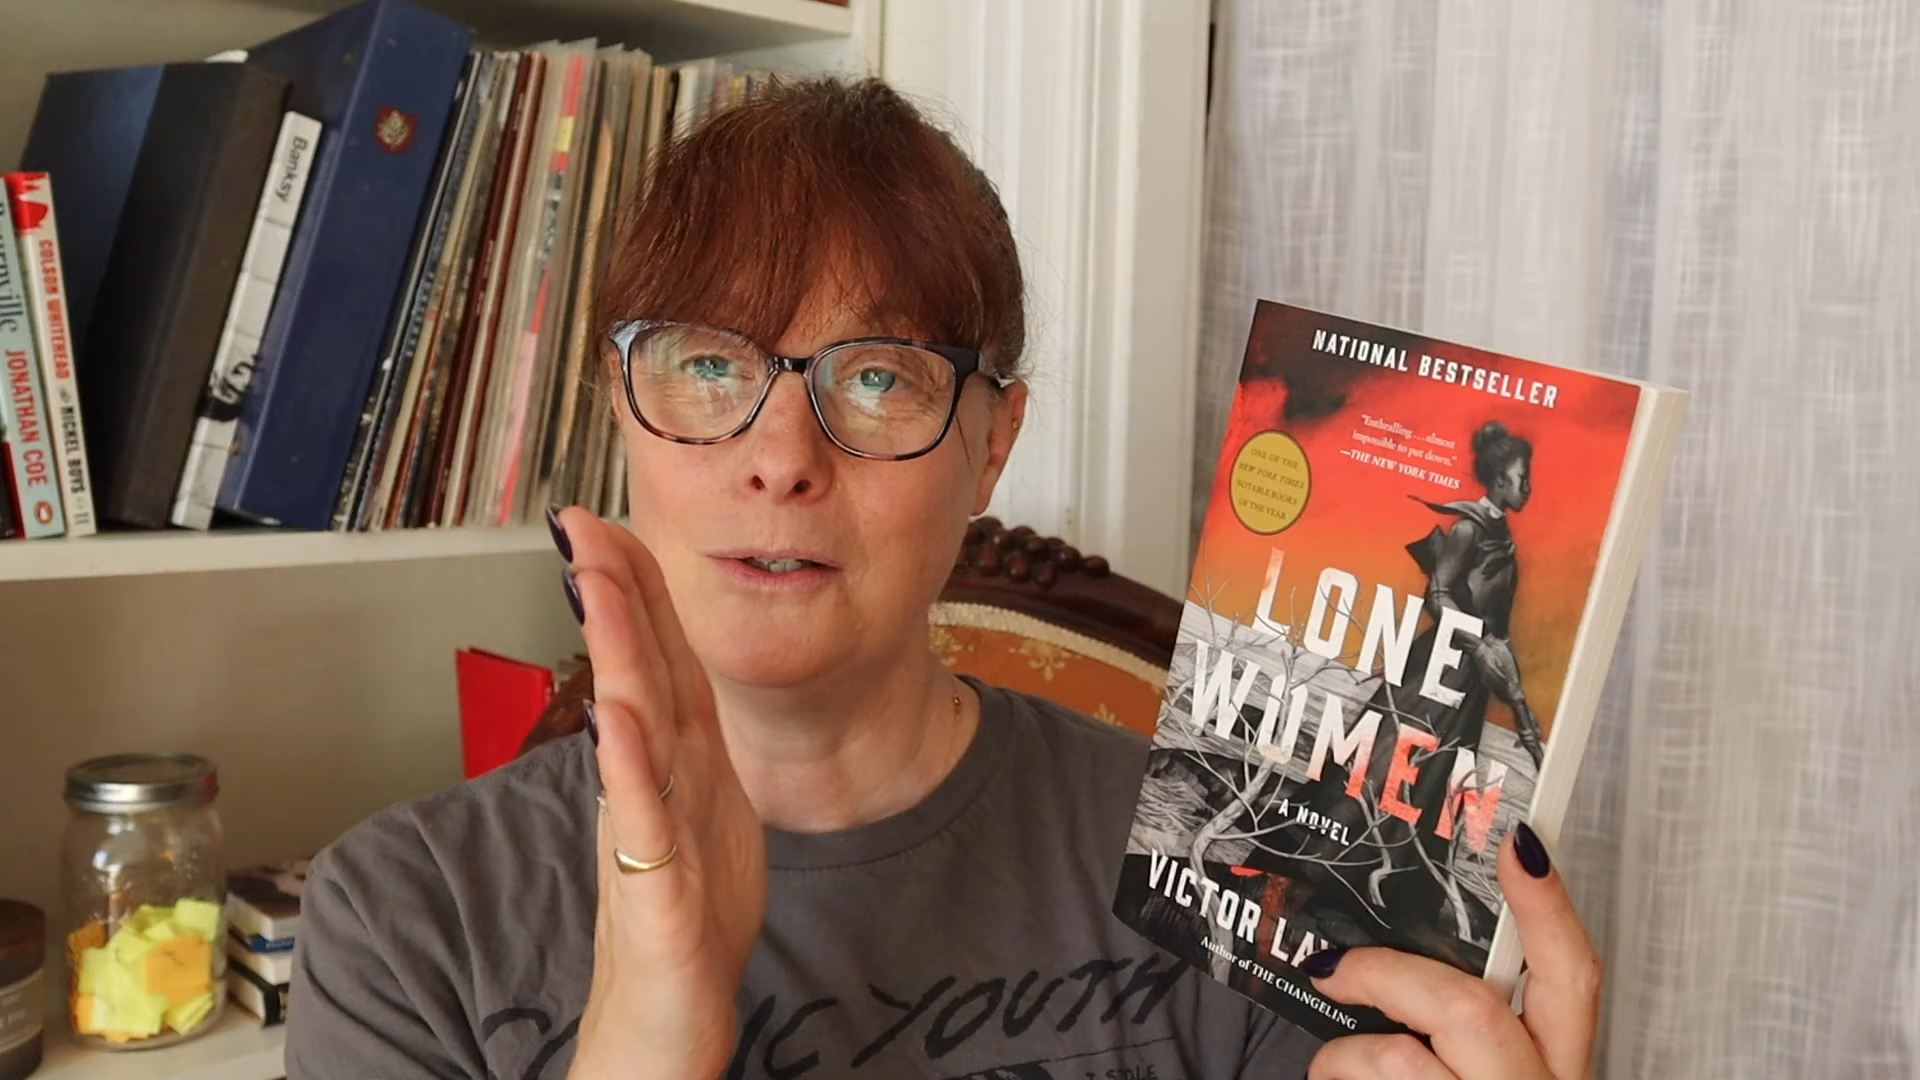 Banksy
COLSON WHITEHEAD
NICKEL BOYS
JONATHAN COE
NATIONAL BESTSELLER
"Enthralling... almost
impossible to put down."
—THE NEW YORK TIMES
ONE OF THE
NEW YORK TIMES
NOTABLE BOOKS
OF THE YEAR
LONE
WOMEN
A NOVEL
VICTOR LA
Author of THE CHANGELING
IC YOUTH
I STOLE